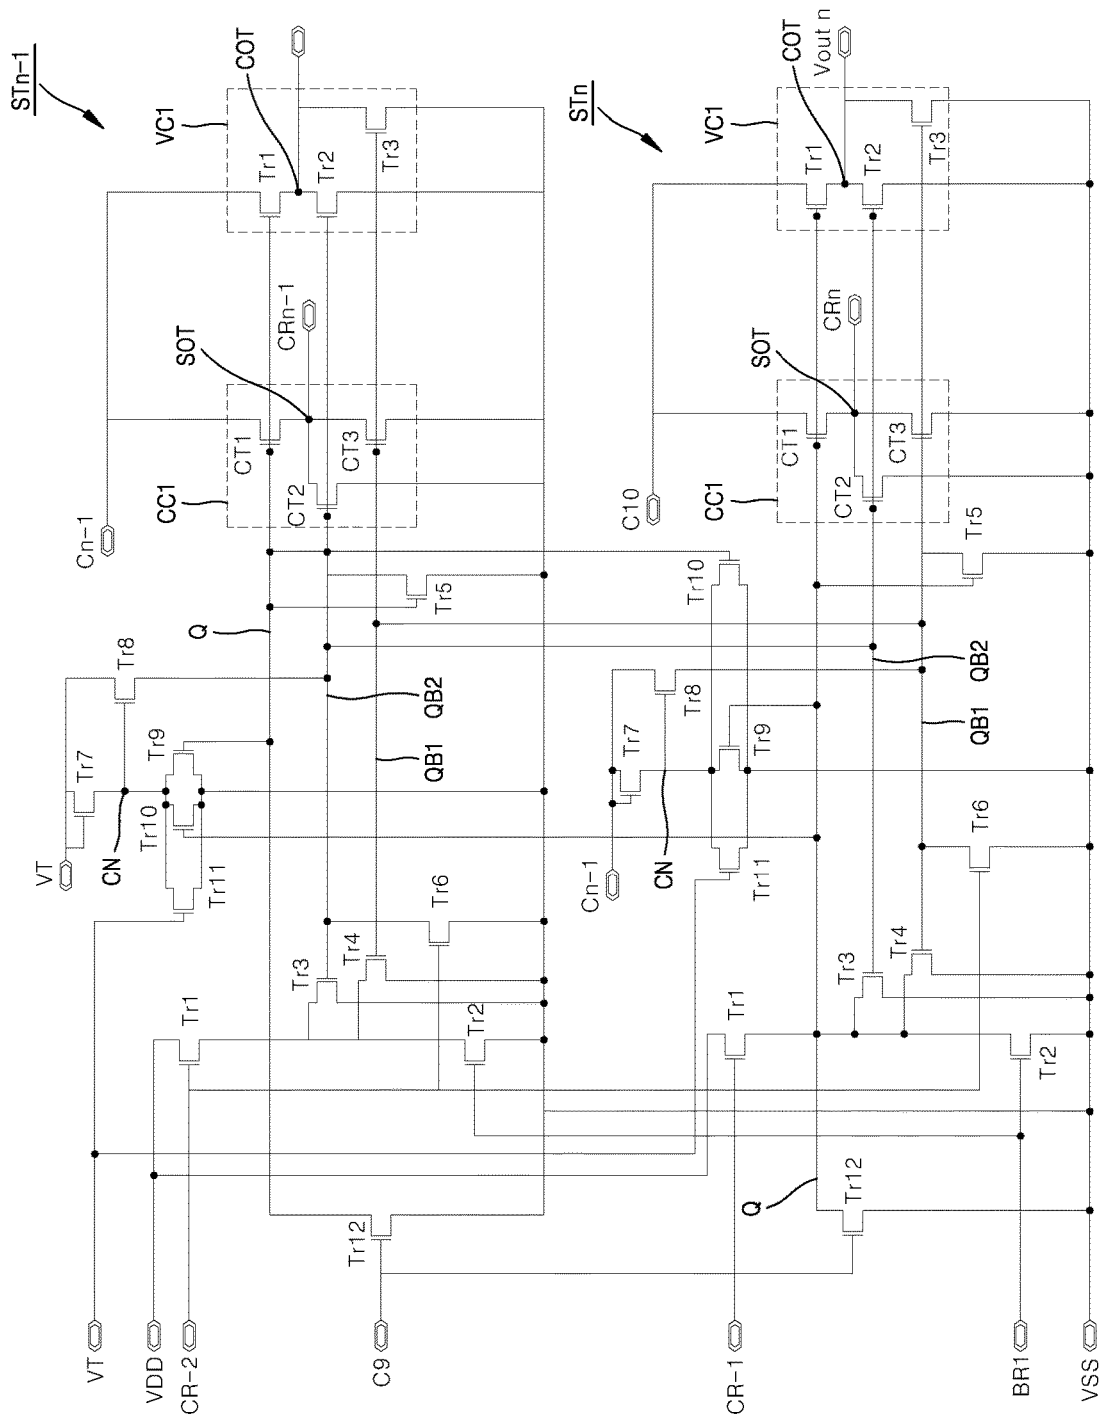 STn-1
COT
VC1
Tr1
Tr2
Tr3
Cn-1
SOT
CRn-1
CC1
CT1
CT2
CT3
Q
Tr5
Tr8
QB2
QB1
VT
Tr7
CN
Tr9
Tr10
Tr11
Tr6
Tr4
Tr3
Tr1
Tr2
Tr12
STn
Vout n
COT
VC1
Tr1
Tr2
Tr3
C10
SOT
CRn
CC1
CT1
CT2
CT3
Tr5
Tr10
Tr8
QB2
QB1
Cn-1
Tr7
CN
Tr9
Tr11
Tr6
Tr4
Tr3
Tr1
Tr2
Q
Tr12
VT
VDD
CR-2
C9
CR-1
BR1
VSS